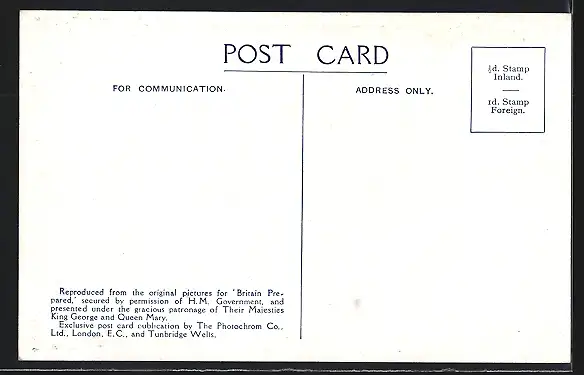 POST CARD
FOR COMMUNICATION.
ADDRESS ONLY.
½d. Stamp
Inland.
1d. Stamp
Foreign.
Reproduced from the original pictures for 'Britain Pre-
pared,' secured by permission of H.M. Government, and
presented under the gracious patronage of Their Majesties
King George and Queen Mary.
Exclusive post card publication by The Photochrom Co.,
Ltd., London, E.C., and Tunbridge Wells.